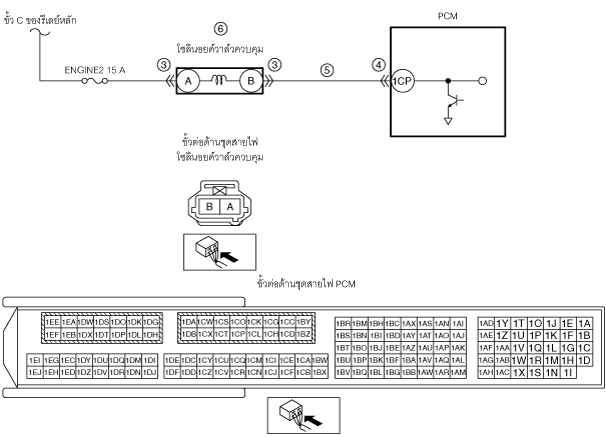 ขั้ว C ของรีเลย์หลัก
⑥
PCM
โซลินอยด์วาล์วควบคุม
ENGINE2 15 A
③
③
④
A
B
⑤
1CP
ขั้วต่อด้านชุดสายไฟ
โซลินอยด์วาล์วควบคุม
B A
ขั้วต่อด้านชุดสายไฟ PCM
1EE 1EA 1DW 1DS 1DO 1DK 1DG 1DA 1CW 1CS 1CO 1CK 1CG 1CC 1BY 1BR 1BM 1BH 1BC 1AX 1AS 1AN 1AI 1AD 1Y 1T 1O 1J 1E 1A
1EF 1EB 1DX 1DT 1DP 1DL 1DH 1DB 1CX 1CT 1CP 1CL 1CH 1CD 1BZ 1BS 1BN 1BI 1BD 1AY 1AT 1AO 1AJ 1AE 1Z 1U 1P 1K 1F 1B
1BT 1BO 1BJ 1BE 1AZ 1AU 1AP 1AK 1AF 1AA 1V 1Q 1L 1G 1C
1EI 1EG 1EC 1DY 1DU 1DQ 1DM 1DI 1DE 1DC 1CY 1CU 1CQ 1CM 1CI 1CE 1CA 1BW 1BU 1BP 1BK 1BF 1BA 1AV 1AQ 1AL 1AG 1AB 1W 1R 1M 1H 1D
1EJ 1EH 1ED 1DZ 1DV 1DR 1DN 1DJ 1DF 1DD 1CZ 1CV 1CR 1CN 1CJ 1CF 1CB 1BX 1BV 1BQ 1BL 1BG 1BB 1AW 1AR 1AM 1AH 1AC 1X 1S 1N 1I